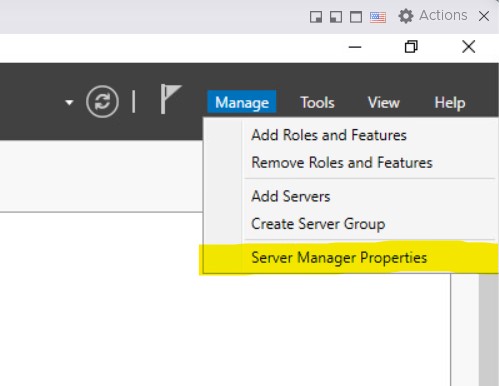 Actions
Manage Tools View Help
Add Roles and Features
Remove Roles and Features
Add Servers
Create Server Group
Server Manager Properties